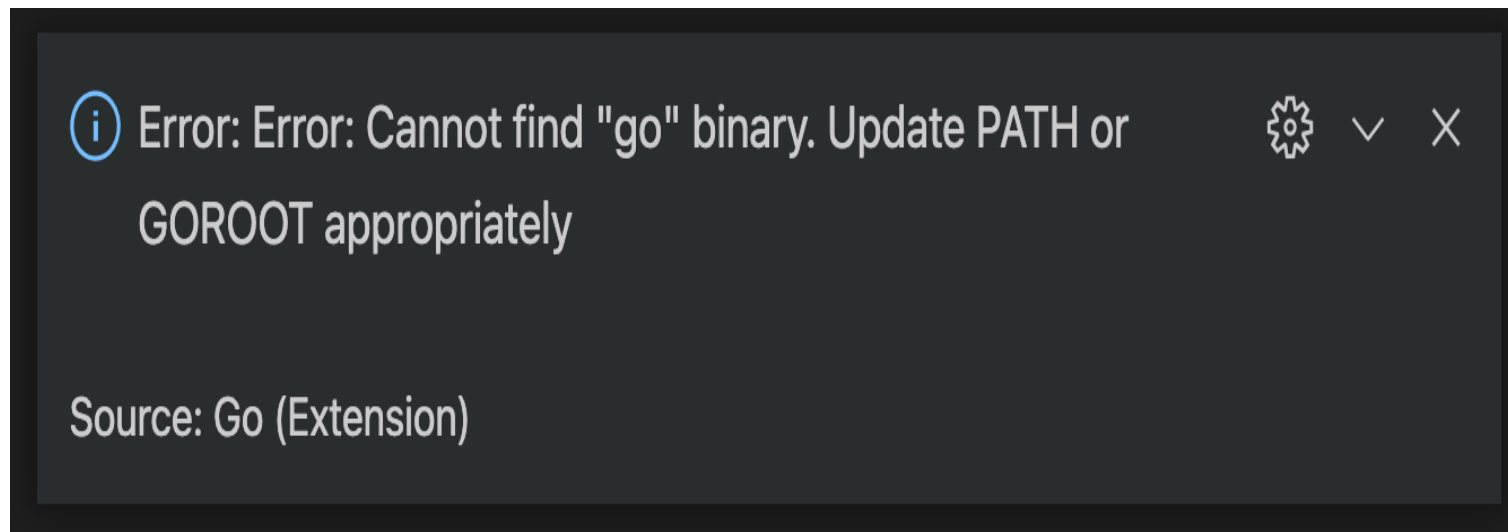 Error: Error: Cannot find "go" binary. Update PATH or
GOROOT appropriately
Source: Go (Extension)